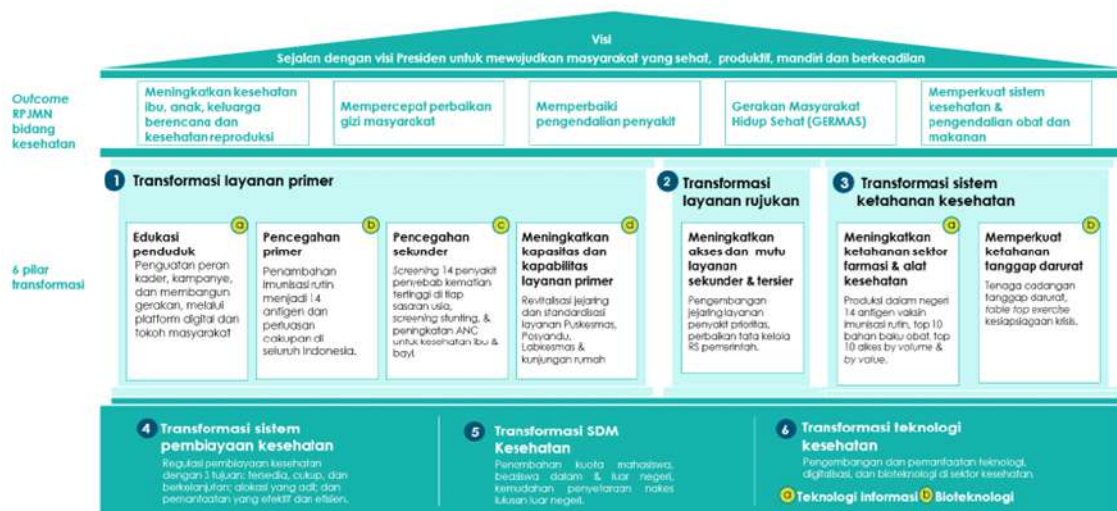 Visi
Sejalan dengan visi Presiden untuk mewujudkan masyarakat yang sehat, produktif, mandiri dan berkeadilan
Outcome
RPJMN
bidang
kesehatan
Meningkatkan kesehatan
ibu, anak, keluarga
berencana dan
kesehatan reproduksi
Mempercepat perbaikan
gizi masyarakat
Memperbaiki
pengendalian penyakit
Gerakan Masyarakat
Hidup Sehat (GERMAS)
Memperkuat sistem
kesehatan &
pengendalian obat dan
makanan
6 pilar
transformasi
1 Transformasi layanan primer
a
Edukasi
penduduk
Penguatan peran
kader, kampanye,
dan membangun
gerakan, melalui
platform digital dan
tokoh masyarakat
b
Pencegahan
primer
Penambahan
imunisasi rutin
menjadi 14
antigen dan
perluasan
cakupan di
seluruh Indonesia.
c
Pencegahan
sekunder
Screening 14 penyakit
penyebab kematian
tertinggi di tiap
sasaran usia,
screening stunting, &
peningkatan ANC
untuk kesehatan ibu &
bayi.
d
Meningkatkan
kapasitas dan
kapabilitas
layanan primer
Revitalisasi jejaring
dan standardisasi
layanan Puskesmas,
Posyandu,
Labkesmas &
kunjungan rumah
2 Transformasi
layanan rujukan
Meningkatkan
akses dan mutu
layanan
sekunder & tersier
Pengembangan
jejaring layanan
penyakit prioritas,
perbaikan tata kelola
RS pemerintah.
3 Transformasi sistem
ketahanan kesehatan
a
Meningkatkan
ketahanan sektor
farmasi & alat
kesehatan
Produksi dalam negeri
14 antigen vaksin
imunisasi rutin, top 10
bahan baku obat, top
10 alkes by volume &
by value.
b
Memperkuat
ketahanan
tanggap darurat
Tenaga cadangan
tanggap darurat,
table top exercise
kesiapsiagaan krisis.
4 Transformasi sistem
pembiayaan kesehatan
Regulasi pembiayaan kesehatan
dengan 3 tujuan: tersedia, cukup, dan
berkelanjutan; alokasi yang adil; dan
pemanfaatan yang efektif dan efisien.
5 Transformasi SDM
Kesehatan
Penambahan kuota mahasiswa,
beasiswa dalam & luar negeri,
kemudahan penyetaraan nakes
lulusan luar negeri.
6 Transformasi teknologi
kesehatan
Pengembangan dan pemanfaatan teknologi,
digitalisasi, dan bioteknologi di sektor kesehatan.
a Teknologi informasi b Bioteknologi